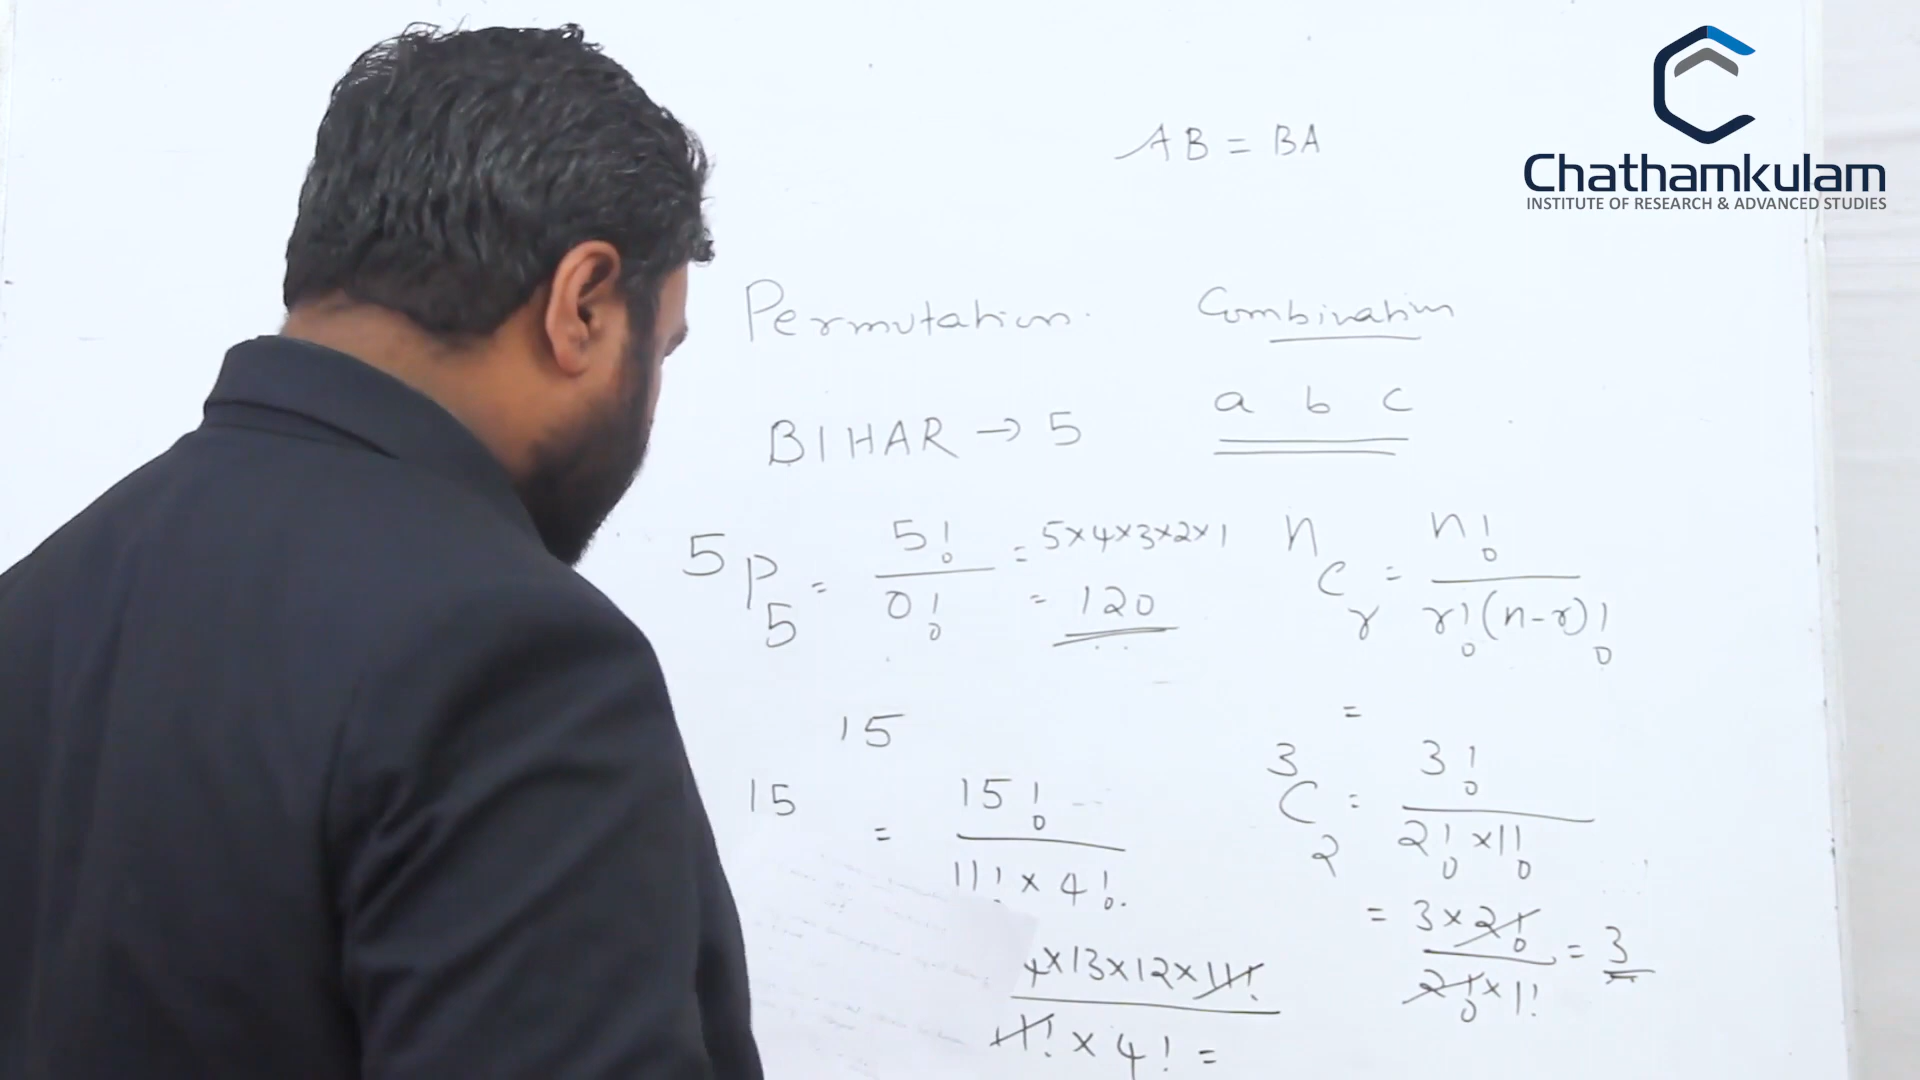 Chathamkulam
INSTITUTE OF RESEARCH & ADVANCED STUDIES
AB = BA
Permutation. Combination
BIHAR → 5
a b c
5P5 = 5!/0! = 5×4×3×2×1
= 120
nCr = n!/r!(n-r)!
=
15
15 = 15!/11!×4!.
×13×12×11!/11!×4! =
3C2 = 3!/2!×1!
= 3×2!/2!×1! = 3